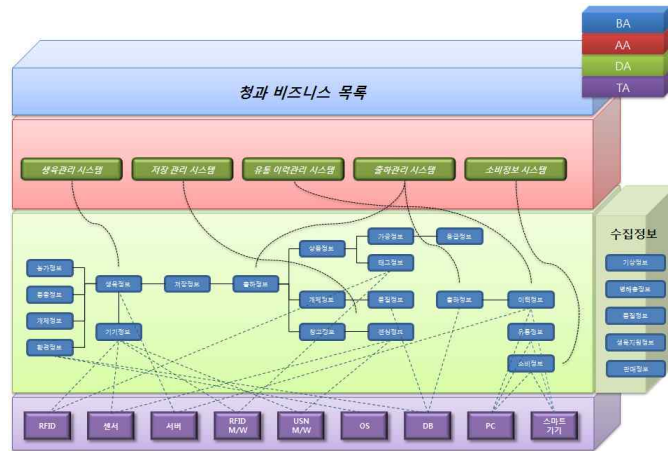 BA
AA
DA
TA
청과 비즈니스 목록
생육관리 시스템
저장 관리 시스템
유통 이력관리 시스템
출하관리 시스템
소비정보 시스템
수집정보
기상정보
병해충정보
품질정보
생육지원정보
판매정보
농가정보
품종정보
개체정보
환경정보
생육정보
기기정보
저장정보
출하정보
상품정보
가공정보
등급정보
태그정보
개체정보
품질정보
창고정보
센싱정보
출하정보
이력정보
유통정보
소비정보
RFID
센서
서버
RFID
M/W
USN
M/W
OS
DB
PC
스마트
기기